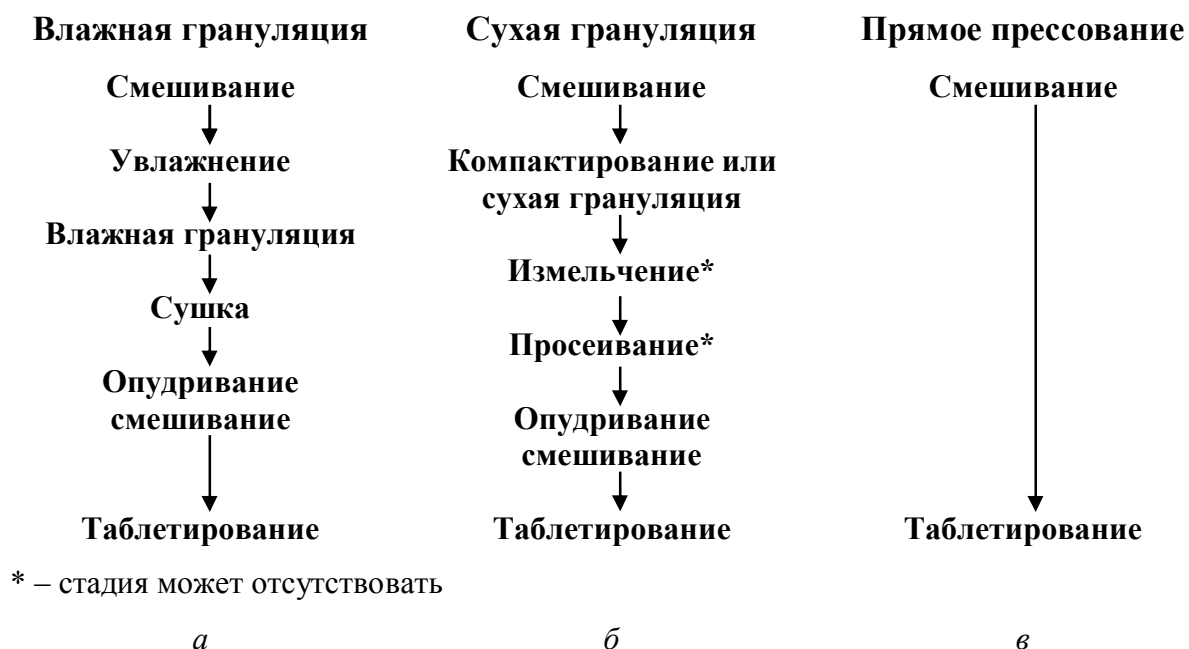 Влажная грануляция
Смешивание
Увлажнение
Влажная грануляция
Сушка
Опудривание
смешивание
Таблетирование
Сухая грануляция
Смешивание
Компактирование или
сухая грануляция
Измельчение*
Просеивание*
Опудривание
смешивание
Таблетирование
Прямое прессование
Смешивание
Таблетирование
* – стадия может отсутствовать
а
б
в